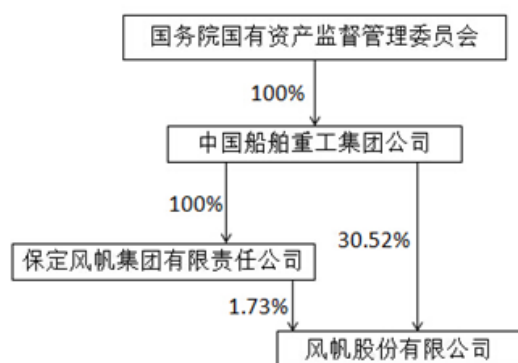 国务院国有资产监督管理委员会
100%
中国船舶重工集团公司
100%
30.52%
保定风帆集团有限责任公司
1.73%
风帆股份有限公司